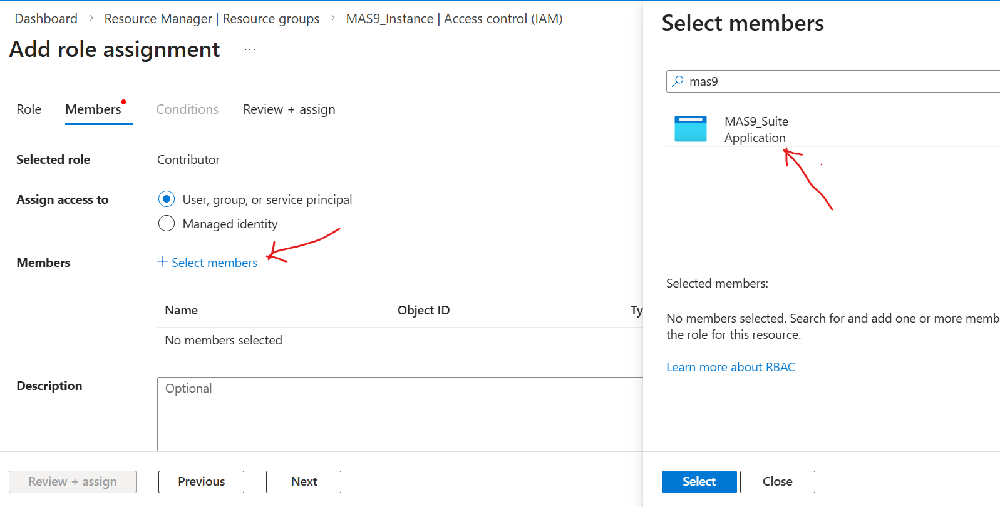 Dashboard > Resource Manager | Resource groups > MAS9_Instance | Access control (IAM)
Add role assignment ...
Role Members Conditions Review + assign
Selected role Contributor
Assign access to User, group, or service principal
Managed identity
Members + Select members
Name Object ID Ty
No members selected
Description Optional
Review + assign Previous Next
Select members
mas9
MAS9_Suite
Application
Selected members:
No members selected. Search for and add one or more memb
the role for this resource.
Learn more about RBAC
Select Close